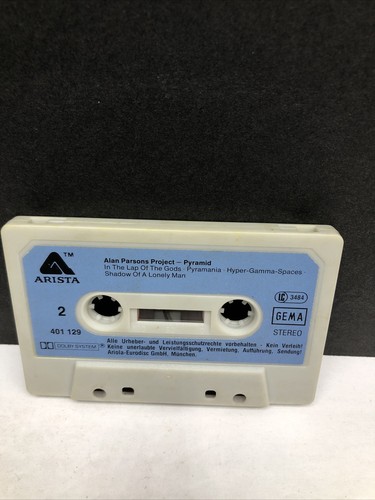 TM
ARISTA
Alan Parsons Project – Pyramid
In The Lap Of The Gods · Pyramania · Hyper-Gamma-Spaces ·
Shadow Of A Lonely Man
2
LC 3484
GEMA
401 129
STEREO
DOLBY SYSTEM ®
Alle Urheber- und Leistungsschutzrechte vorbehalten - Kein Verleih!
Keine unerlaubte Vervielfältigung, Vermietung, Aufführung, Sendung!
Ariola-Eurodisc GmbH, München.